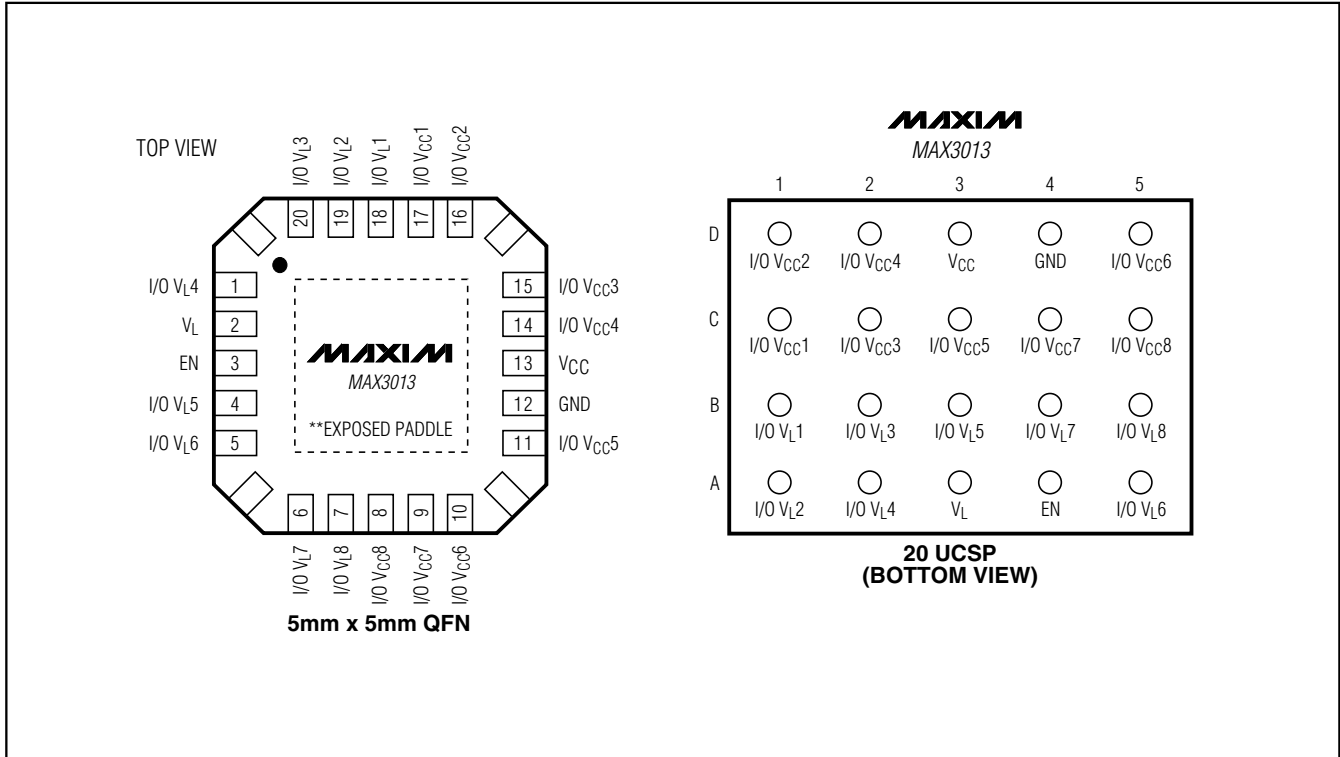 TOP VIEW
I/O VL3
I/O VL2
I/O VL1
I/O VCC1
I/O VCC2
20
19
18
17
16
I/O VL4 1
VL 2
EN 3
I/O VL5 4
I/O VL6 5
MAXIM
MAX3013
**EXPOSED PADDLE
15 I/O VCC3
14 I/O VCC4
13 VCC
12 GND
11 I/O VCC5
6
7
8
9
10
I/O VL7
I/O VL8
I/O VCC8
I/O VCC7
I/O VCC6
5mm x 5mm QFN
MAXIM
MAX3013
1 2 3 4 5
D
I/O VCC2 I/O VCC4 VCC GND I/O VCC6
C
I/O VCC1 I/O VCC3 I/O VCC5 I/O VCC7 I/O VCC8
B
I/O VL1 I/O VL3 I/O VL5 I/O VL7 I/O VL8
A
I/O VL2 I/O VL4 VL EN I/O VL6
20 UCSP
(BOTTOM VIEW)